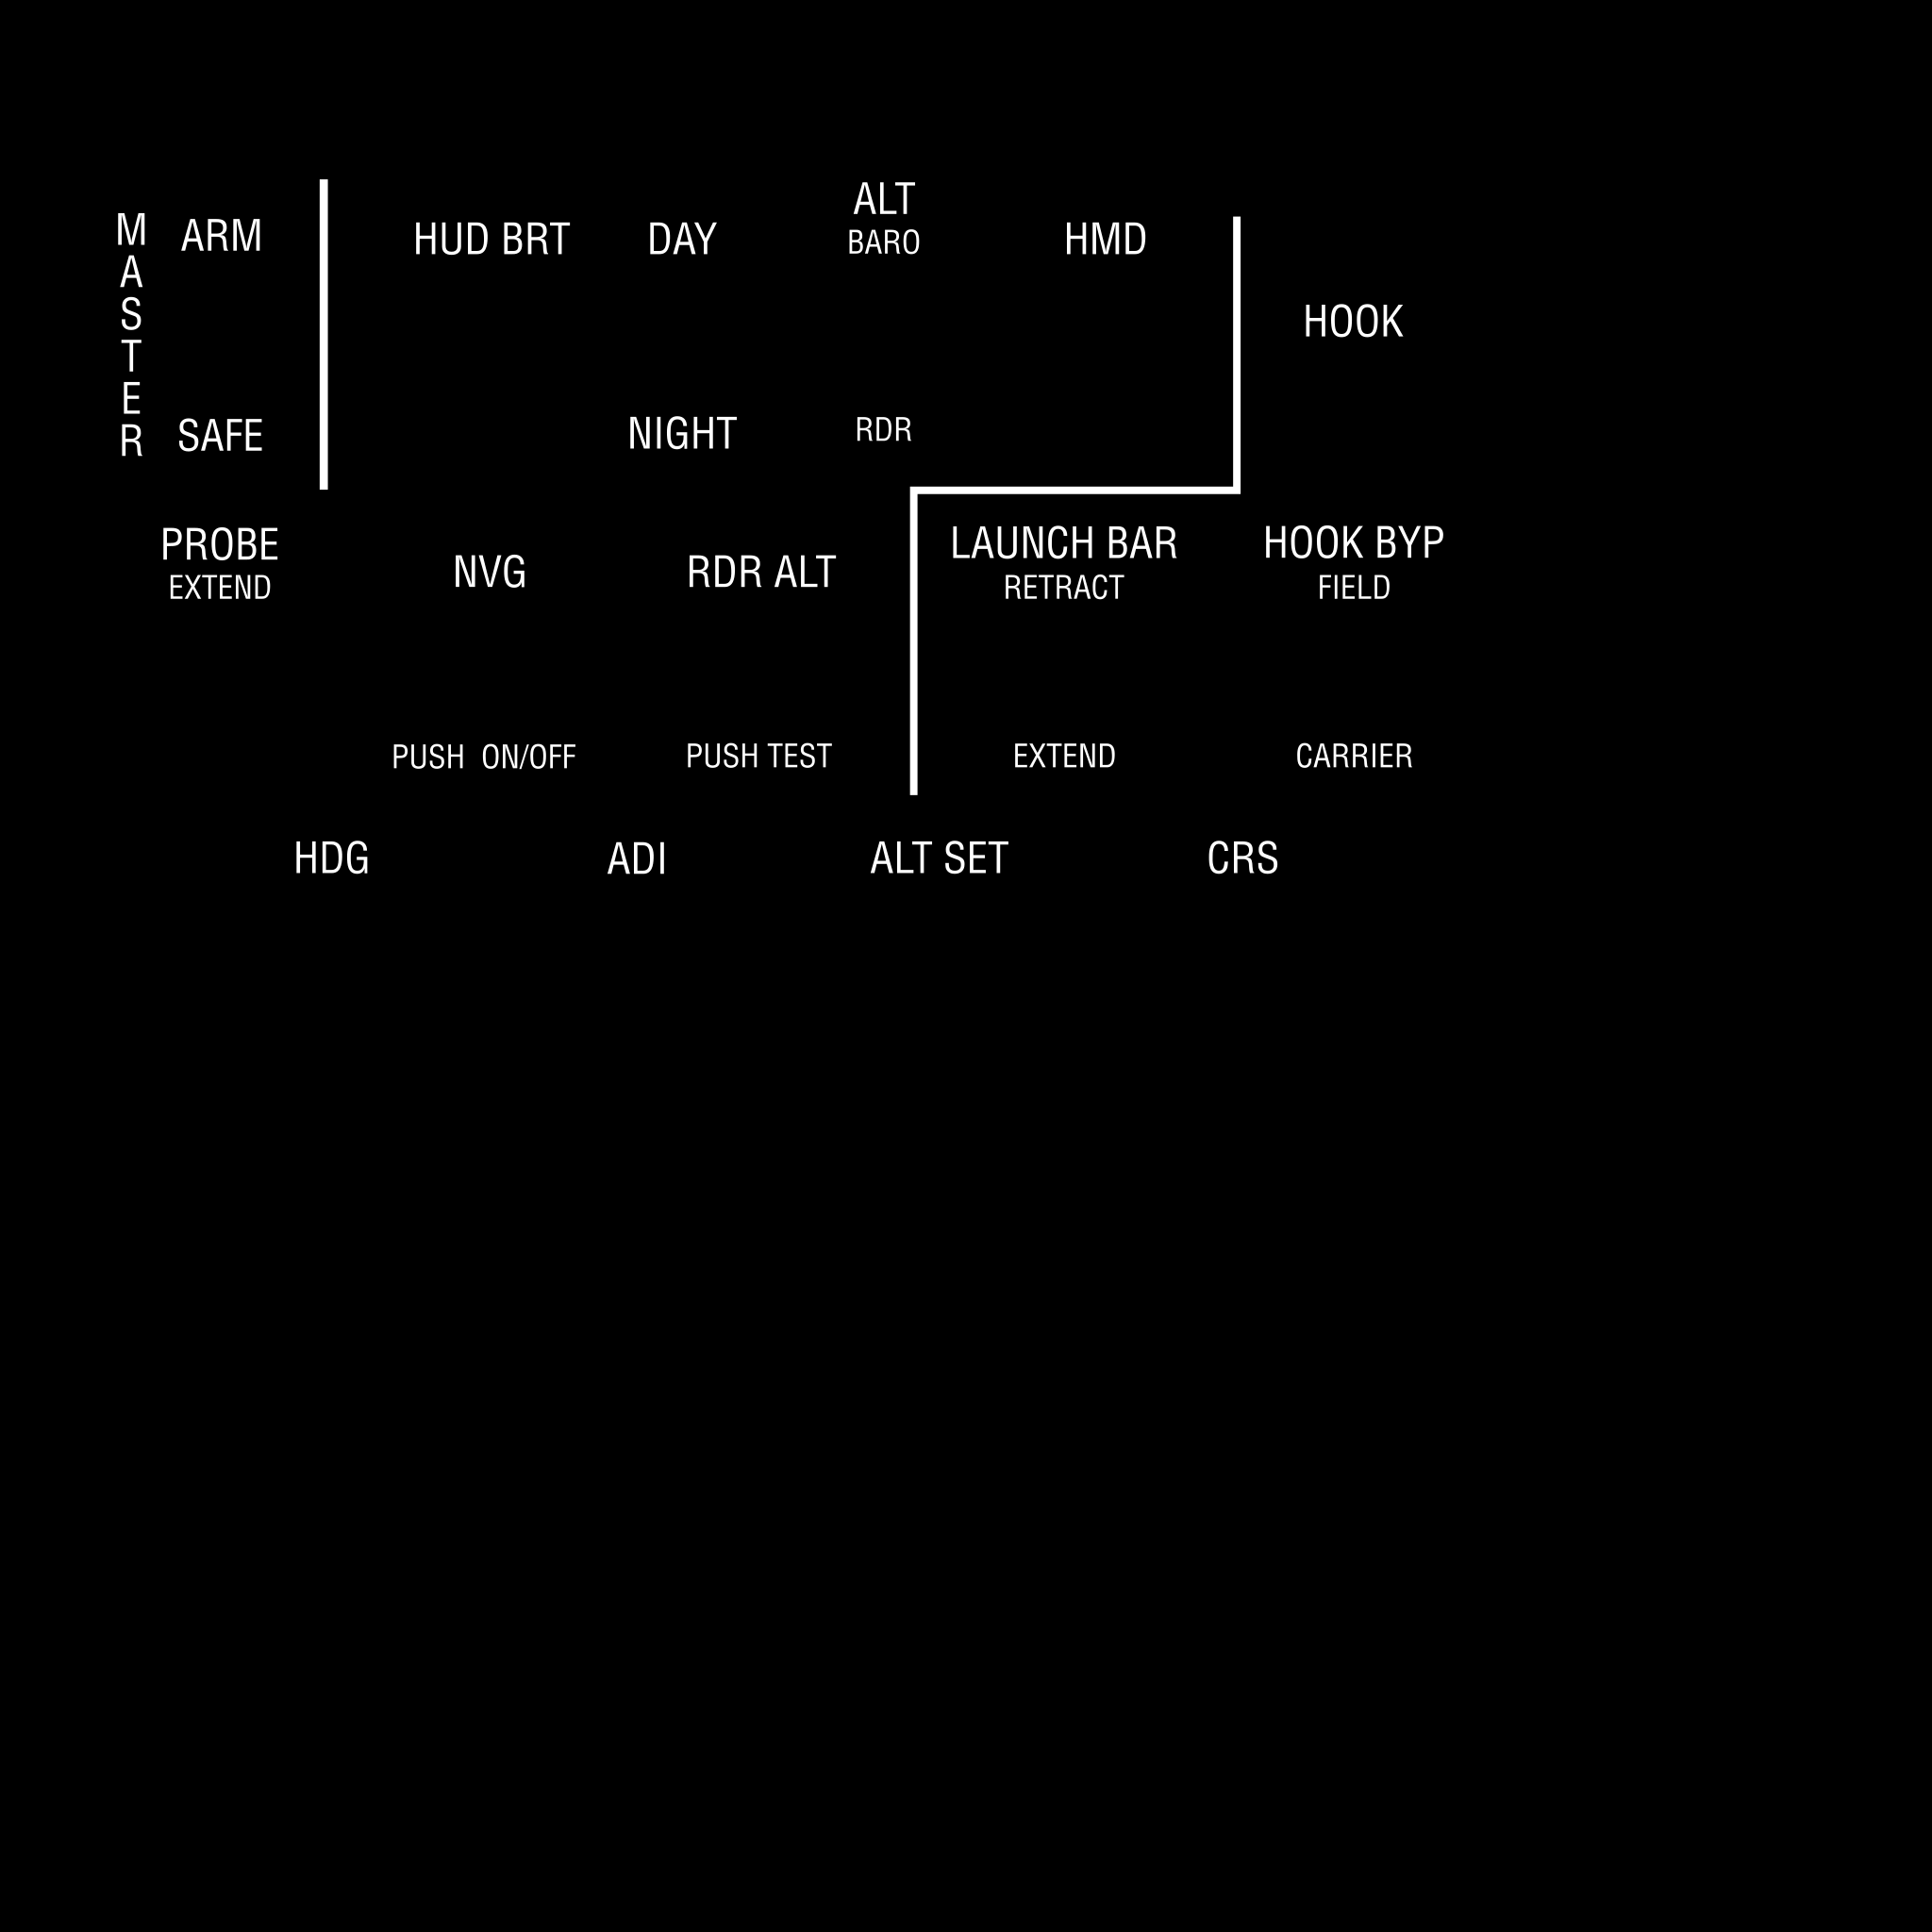 MASTER
ARM
HUD BRT
DAY
ALT
BARO
HMD
HOOK
SAFE
NIGHT
RDR
PROBE
EXTEND
NVG
RDR ALT
LAUNCH BAR
RETRACT
HOOK BYP
FIELD
PUSH  ON/OFF
PUSH TEST
EXTEND
CARRIER
HDG
ADI
ALT SET
CRS